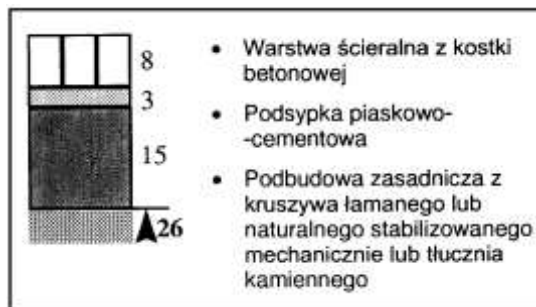 8
3
15
26
• Warstwa ścieralna z kostki
betonowej
• Podsypka piaskowo-
-cementowa
• Podbudowa zasadnicza z
kruszywa łamanego lub
naturalnego stabilizowanego
mechanicznie lub tłucznia
kamiennego